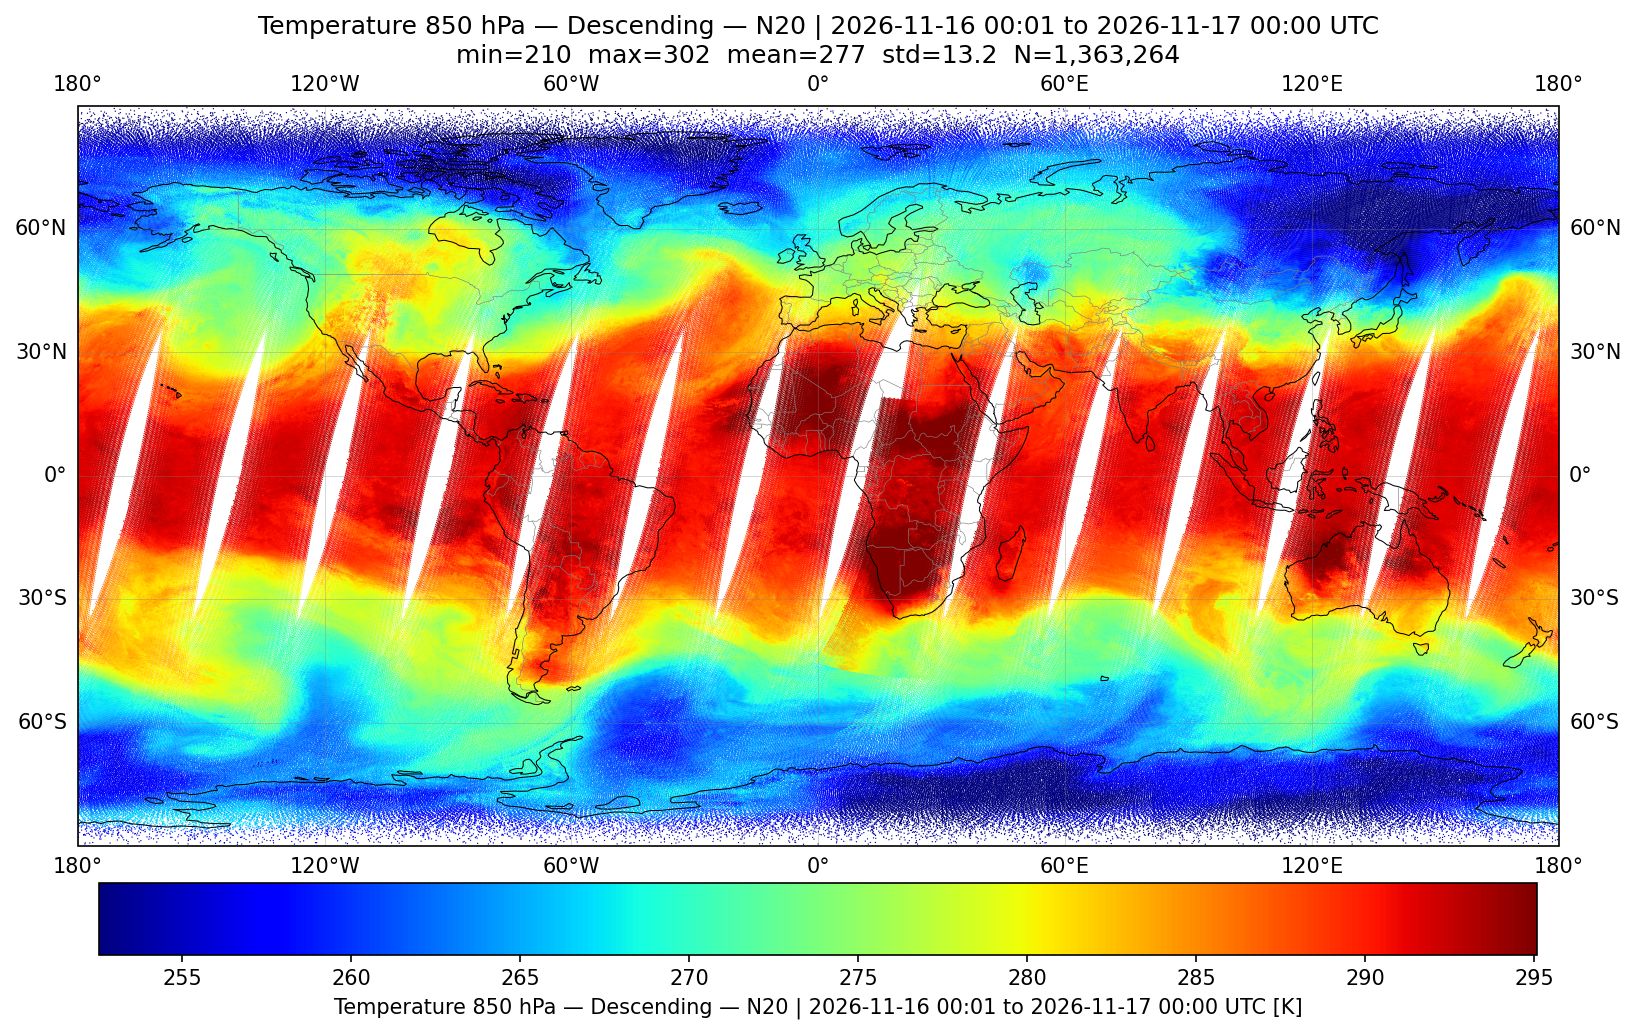 Temperature 850 hPa — Descending — N20 | 2026-11-16 00:01 to 2026-11-17 00:00 UTC
min=210  max=302  mean=277  std=13.2  N=1,363,264
180° 120°W 60°W 0° 60°E 120°E 180°
60°N 60°N
30°N 30°N
0° 0°
30°S 30°S
60°S 60°S
180° 120°W 60°W 0° 60°E 120°E 180°
255 260 265 270 275 280 285 290 295
Temperature 850 hPa — Descending — N20 | 2026-11-16 00:01 to 2026-11-17 00:00 UTC [K]